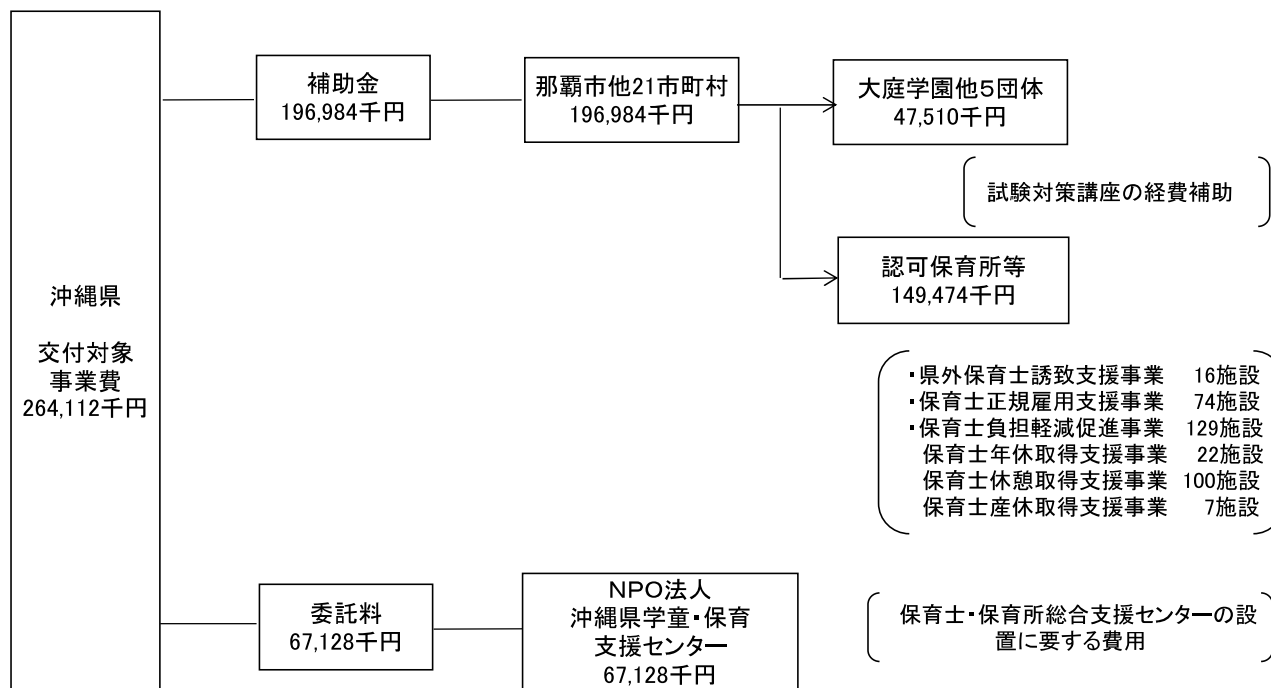 沖縄県
交付対象
事業費
264,112千円
補助金
196,984千円
那覇市他21市町村
196,984千円
大庭学園他5団体
47,510千円
試験対策講座の経費補助
認可保育所等
149,474千円
・県外保育士誘致支援事業 16施設
・保育士正規雇用支援事業 74施設
・保育士負担軽減促進事業 129施設
保育士年休取得支援事業 22施設
保育士休憩取得支援事業 100施設
保育士産休取得支援事業 7施設
委託料
67,128千円
NPO法人
沖縄県学童・保育
支援センター
67,128千円
保育士・保育所総合支援センターの設
置に要する費用